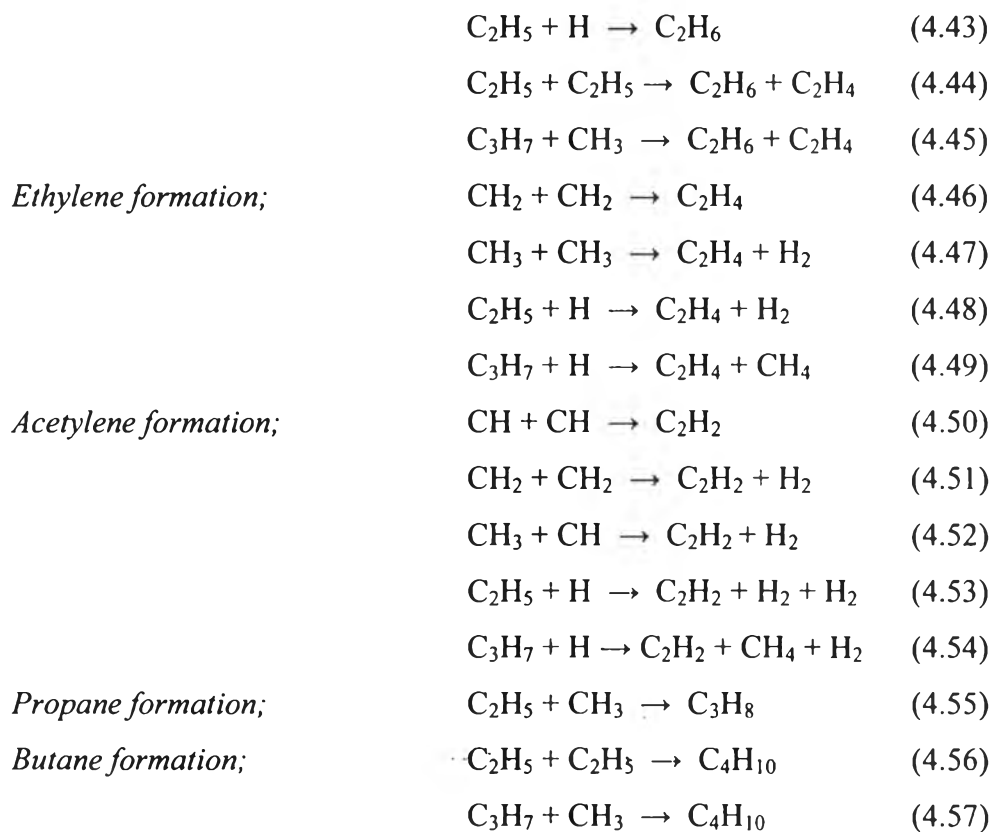 C₂H₅ + H → C₂H₆ (4.43)
C₂H₅ + C₂H₅ → C₂H₆ + C₂H₄ (4.44)
C₃H₇ + CH₃ → C₂H₆ + C₂H₄ (4.45)
Ethylene formation; CH₂ + CH₂ → C₂H₄ (4.46)
CH₃ + CH₃ → C₂H₄ + H₂ (4.47)
C₂H₅ + H → C₂H₄ + H₂ (4.48)
C₃H₇ + H → C₂H₄ + CH₄ (4.49)
Acetylene formation; CH + CH → C₂H₂ (4.50)
CH₂ + CH₂ → C₂H₂ + H₂ (4.51)
CH₃ + CH → C₂H₂ + H₂ (4.52)
C₂H₅ + H → C₂H₂ + H₂ + H₂ (4.53)
C₃H₇ + H → C₂H₂ + CH₄ + H₂ (4.54)
Propane formation; C₂H₅ + CH₃ → C₃H₈ (4.55)
Butane formation; C₂H₅ + C₂H₅ → C₄H₁₀ (4.56)
C₃H₇ + CH₃ → C₄H₁₀ (4.57)